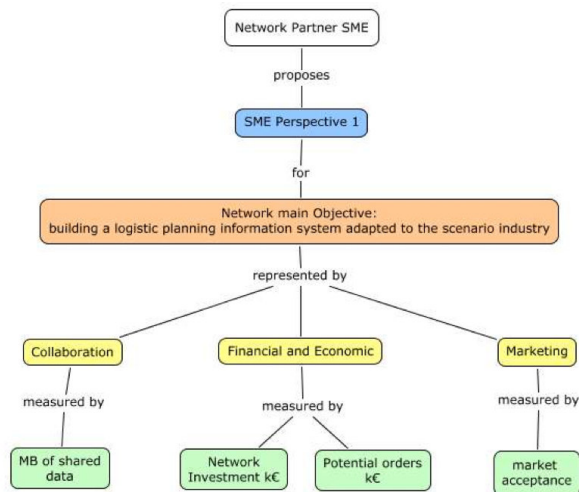 Network Partner SME
proposes
SME Perspective 1
for
Network main Objective:
building a logistic planning information system adapted to the scenario industry
represented by
Collaboration
Financial and Economic
Marketing
measured by
measured by
measured by
MB of shared
data
Network
Investment k€
Potential orders
k€
market
acceptance